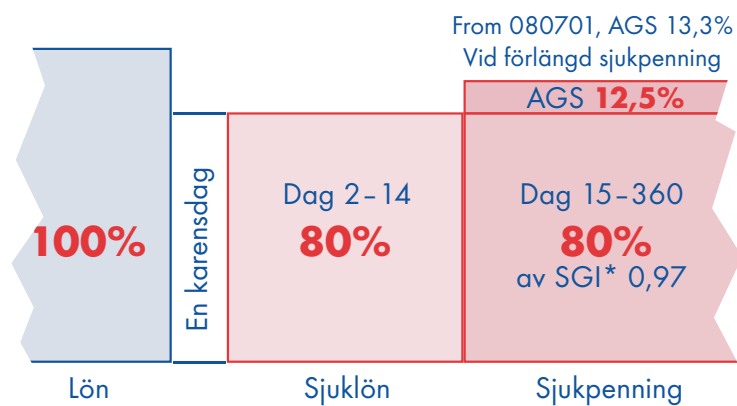 From 080701, AGS 13,3%
Vid förlängd sjukpenning
AGS 12,5%
100%
En karensdag
Dag 2–14
80%
Dag 15–360
80%
av SGI* 0,97
Lön
Sjuklön
Sjukpenning